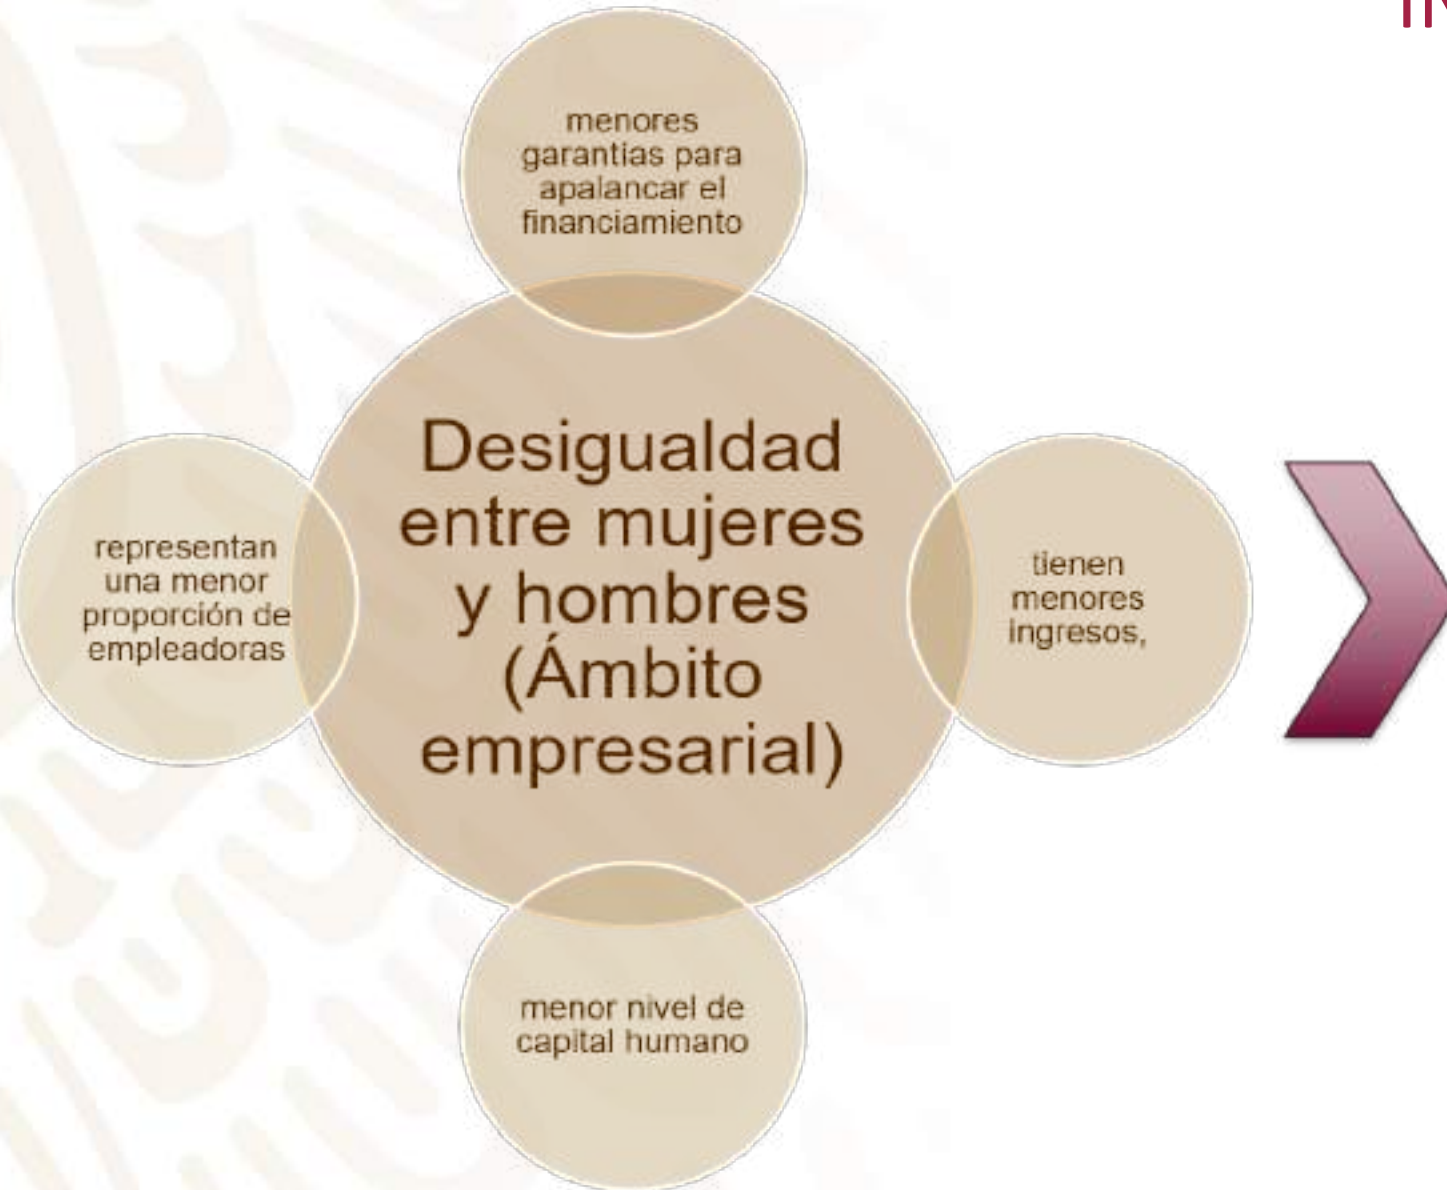 menores
garantías para
apalancar el
financiamiento
Desigualdad
entre mujeres
y hombres
(Ámbito
empresarial)
representan
una menor
proporción de
empleadoras
tienen
menores
ingresos,
menor nivel de
capital humano